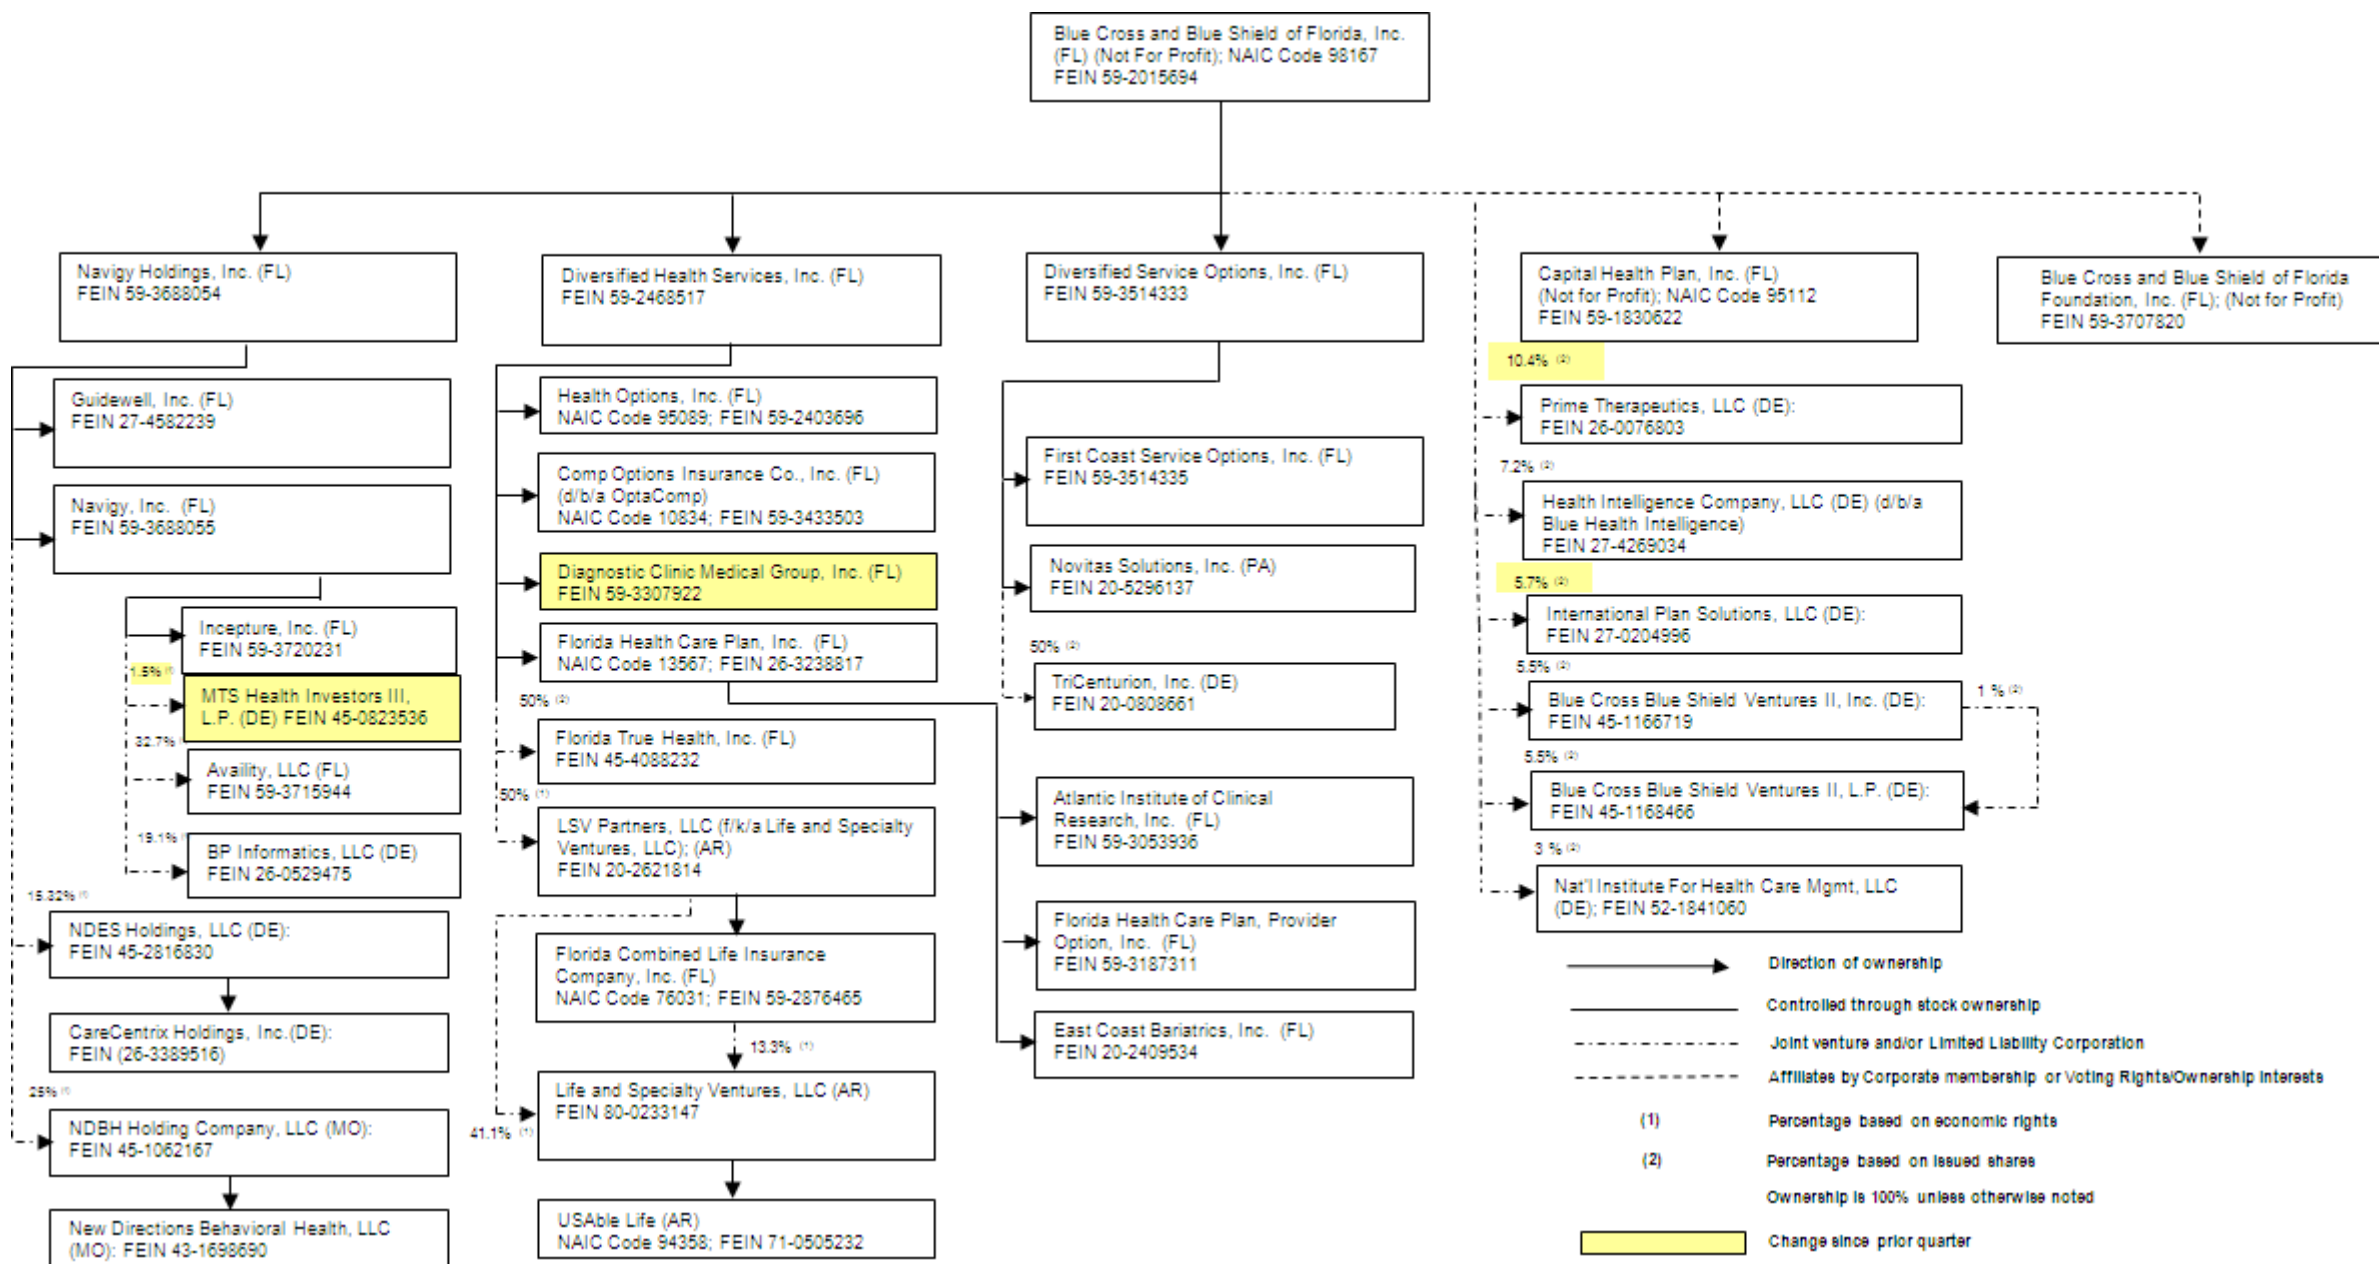 Blue Cross and Blue Shield of Florida, Inc.
(FL) (Not For Profit); NAIC Code 98167
FEIN 59-2015694
Navigy Holdings, Inc. (FL)
FEIN 59-3688054
Guidewell, Inc. (FL)
FEIN 27-4582239
Navigy, Inc. (FL)
FEIN 59-3688055
Incepture, Inc. (FL)
FEIN 59-3720231
1.5% (1)
MTS Health Investors III,
L.P. (DE) FEIN 45-0823536
32.7%
Availity, LLC (FL)
FEIN 59-3715944
19.1%
BP Informatics, LLC (DE)
FEIN 26-0529475
15.32% (1)
NDES Holdings, LLC (DE):
FEIN 45-2816830
CareCentrix Holdings, Inc.(DE):
FEIN (26-3389516)
25% (1)
NDBH Holding Company, LLC (MO):
FEIN 45-1062167
New Directions Behavioral Health, LLC
(MO): FEIN 43-1698690
Diversified Health Services, Inc. (FL)
FEIN 59-2468517
Health Options, Inc. (FL)
NAIC Code 95089; FEIN 59-2403696
Comp Options Insurance Co., Inc. (FL)
(d/b/a OptaComp)
NAIC Code 10834; FEIN 59-3433503
Diagnostic Clinic Medical Group, Inc. (FL)
FEIN 59-3307922
Florida Health Care Plan, Inc. (FL)
NAIC Code 13567; FEIN 26-3238817
50% (2)
Florida True Health, Inc. (FL)
FEIN 45-4088232
50% (1)
LSV Partners, LLC (f/k/a Life and Specialty
Ventures, LLC); (AR)
FEIN 20-2621814
Florida Combined Life Insurance
Company, Inc. (FL)
NAIC Code 76031; FEIN 59-2876465
13.3% (1)
Life and Specialty Ventures, LLC (AR)
FEIN 80-0233147
41.1% (1)
USAble Life (AR)
NAIC Code 94358; FEIN 71-0505232
Diversified Service Options, Inc. (FL)
FEIN 59-3514333
First Coast Service Options, Inc. (FL)
FEIN 59-3514335
Novitas Solutions, Inc. (PA)
FEIN 20-5296137
50% (2)
TriCenturion, Inc. (DE)
FEIN 20-0808661
Atlantic Institute of Clinical
Research, Inc. (FL)
FEIN 59-3053936
Florida Health Care Plan, Provider
Option, Inc. (FL)
FEIN 59-3187311
East Coast Bariatrics, Inc. (FL)
FEIN 20-2409534
Capital Health Plan, Inc. (FL)
(Not for Profit); NAIC Code 95112
FEIN 59-1830622
10.4% (2)
Prime Therapeutics, LLC (DE):
FEIN 26-0076803
7.2% (2)
Health Intelligence Company, LLC (DE) (d/b/a
Blue Health Intelligence)
FEIN 27-4269034
5.7% (2)
International Plan Solutions, LLC (DE):
FEIN 27-0204996
5.5% (2)
Blue Cross Blue Shield Ventures II, Inc. (DE):
FEIN 45-1166719
1 % (2)
5.5% (2)
Blue Cross Blue Shield Ventures II, L.P. (DE):
FEIN 45-1168466
3 % (2)
Nat'l Institute For Health Care Mgmt, LLC
(DE); FEIN 52-1841060
Blue Cross and Blue Shield of Florida
Foundation, Inc. (FL); (Not for Profit)
FEIN 59-3707820
Direction of ownership
Controlled through stock ownership
Joint venture and/or Limited Liability Corporation
Affiliates by Corporate membership or Voting Rights/Ownership Interests
(1) Percentage based on economic rights
(2) Percentage based on issued shares
Ownership is 100% unless otherwise noted
Change since prior quarter